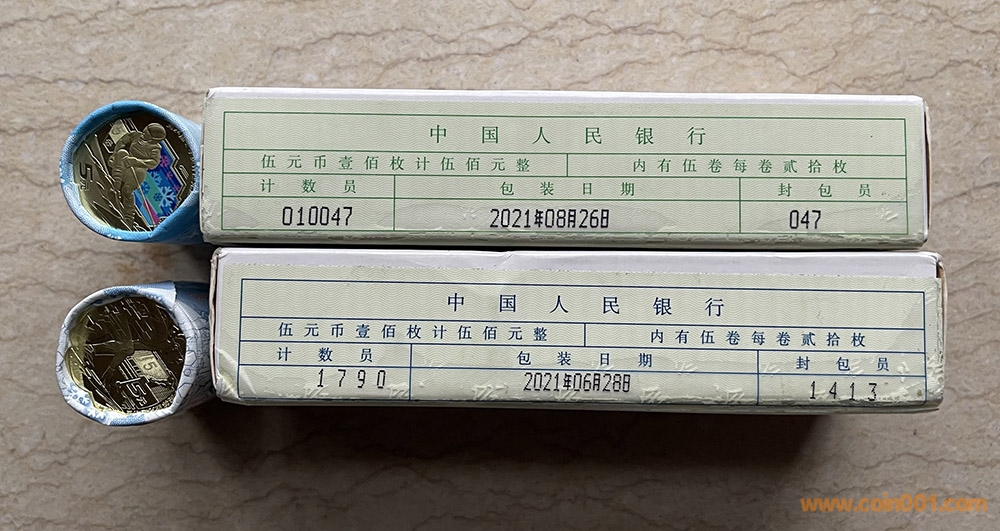 中国人民银行
伍元币壹佰枚计伍佰元整 内有伍卷每卷贰拾枚
计数员 包装日期 封包员
010047 2021年08月26日 047
5元
中国人民银行
伍元币壹佰枚计伍佰元整 内有伍卷每卷贰拾枚
计数员 包装日期 封包员
1790 2021年06月28日 1413
5
www.coin001.com